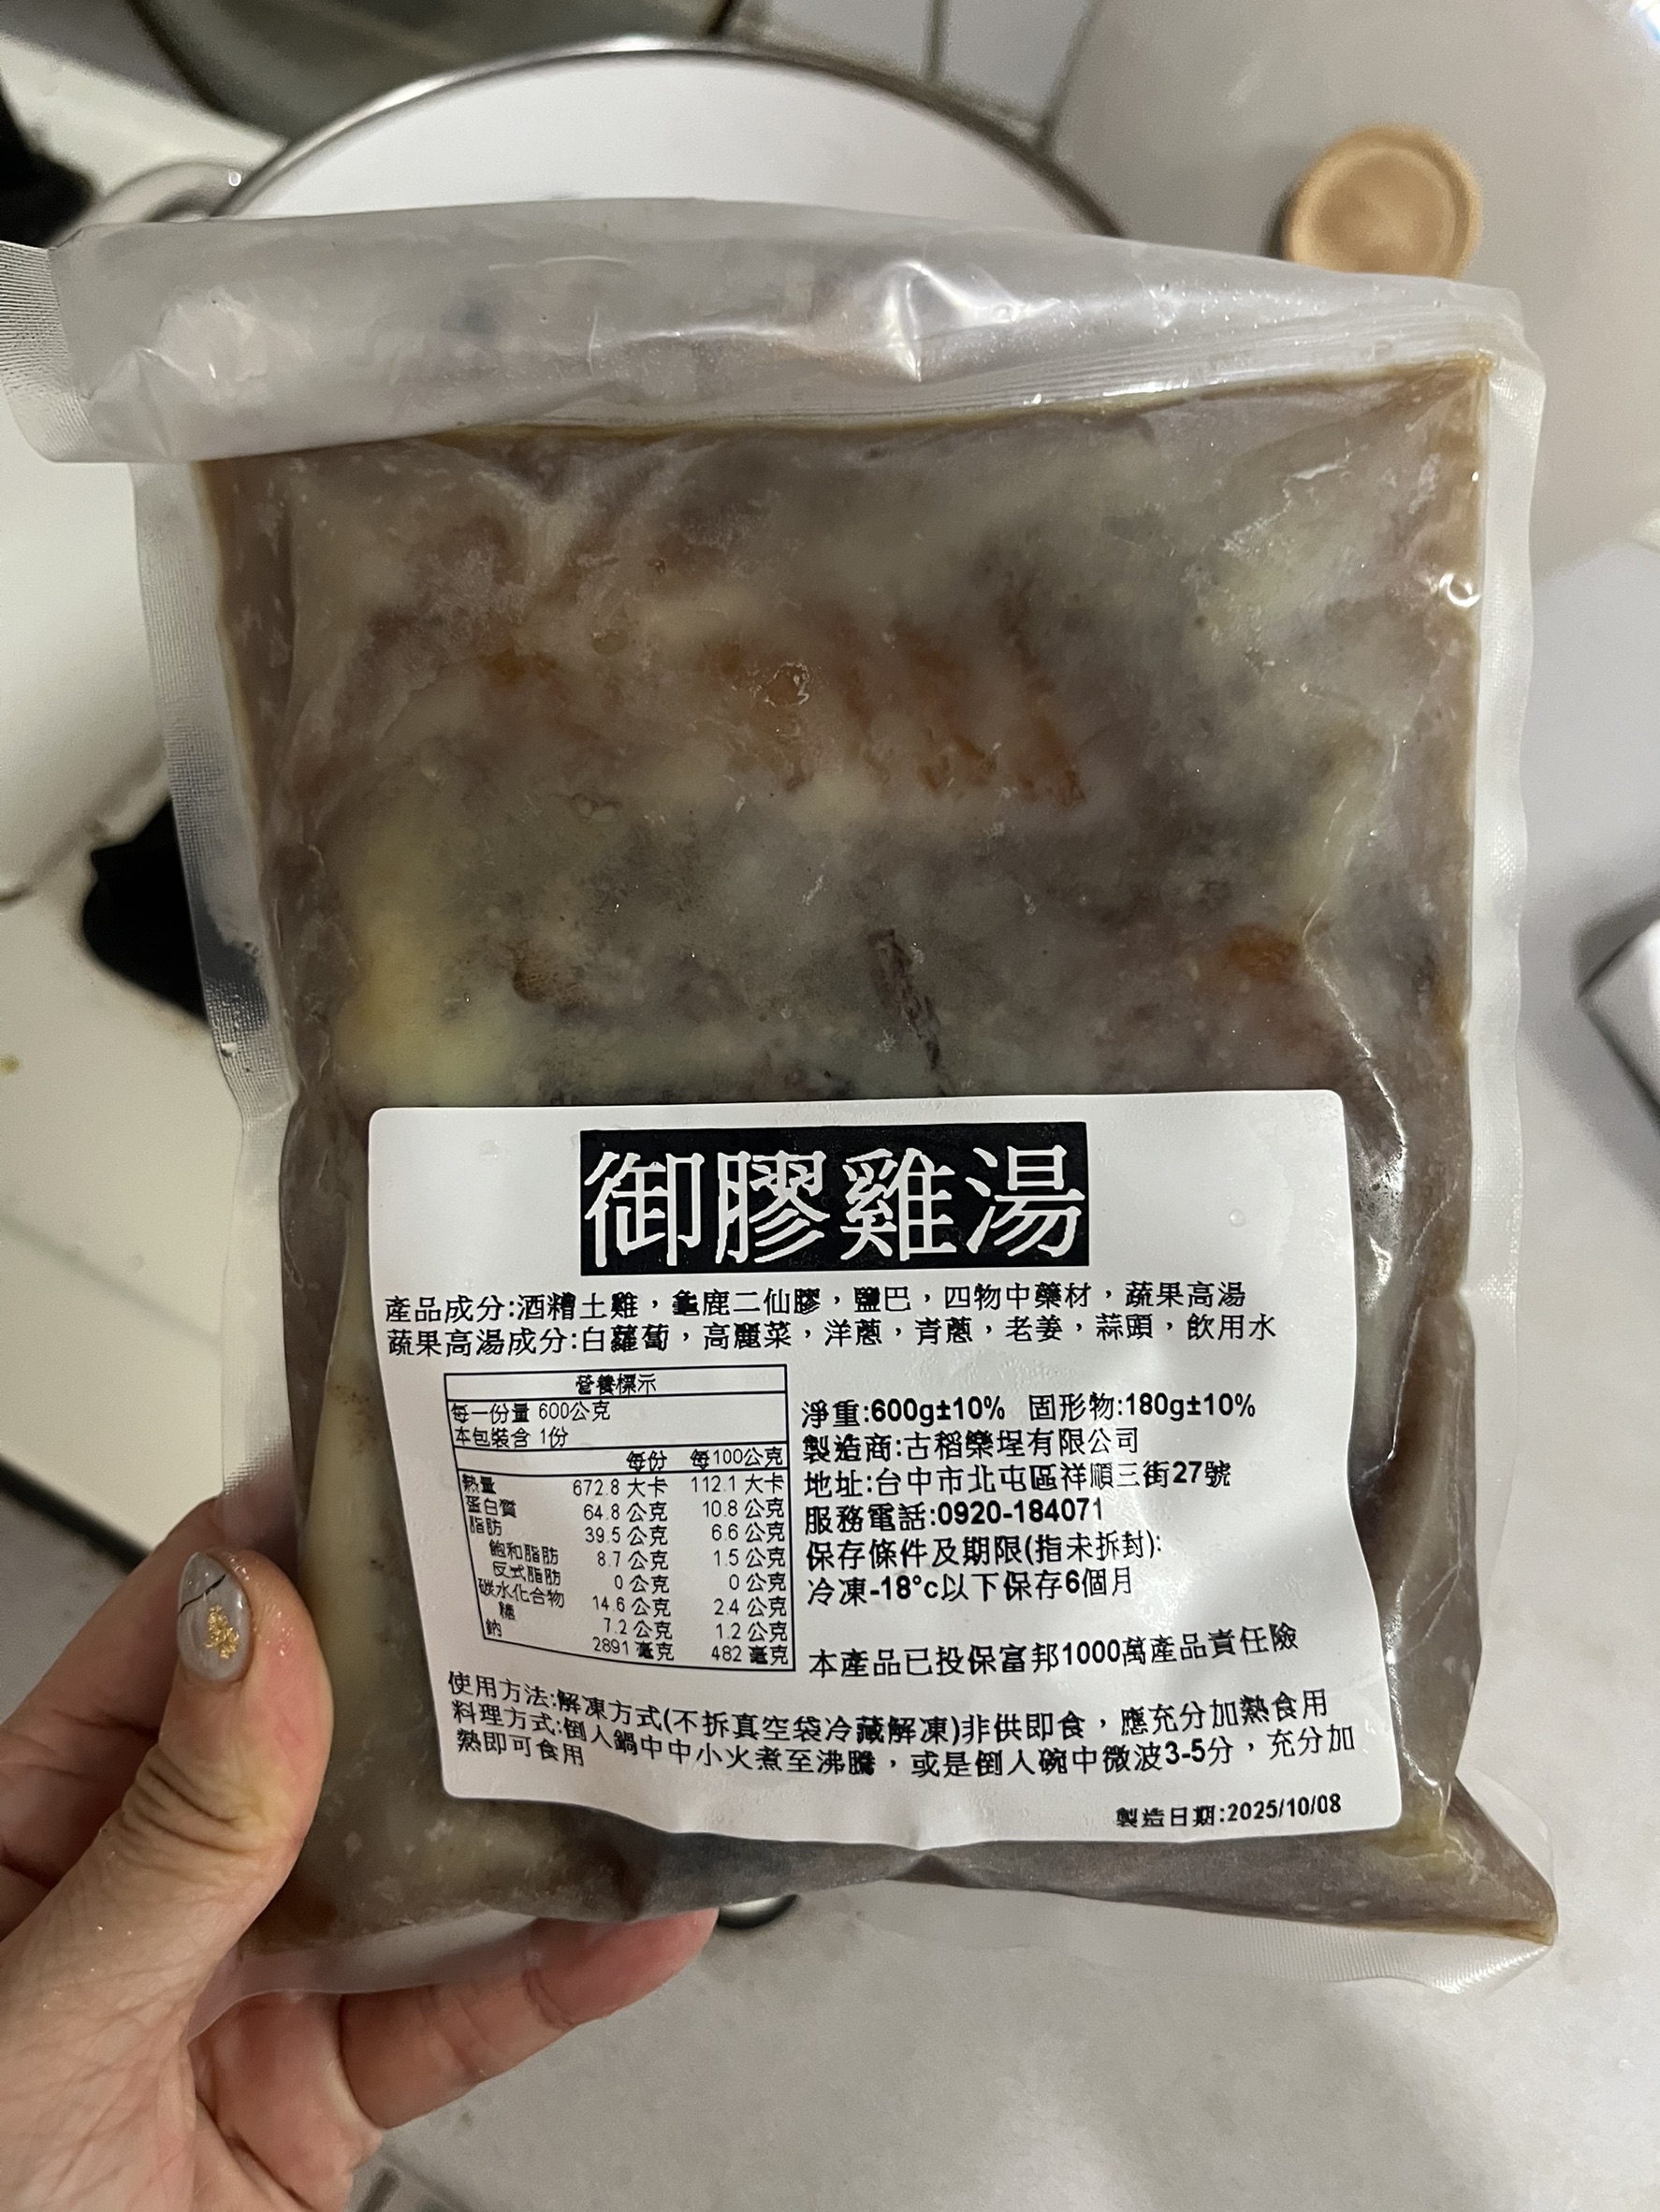 御膠雞湯
產品成分:酒糟土雞，龜鹿二仙膠，鹽巴，四物中藥材，蔬果高湯
蔬果高湯成分:白蘿蔔，高麗菜，洋蔥，青蔥，老姜，蒜頭，飲用水
營養標示
每一份量 600公克
本包裝含 1份
每份 每100公克
熱量 672.8 大卡 112.1 大卡
蛋白質 64.8 公克 10.8 公克
脂肪 39.5 公克 6.6 公克
飽和脂肪 8.7 公克 1.5 公克
反式脂肪 0 公克 0 公克
碳水化合物 14.6 公克 2.4 公克
糖 7.2 公克 1.2 公克
鈉 2891 毫克 482 毫克
淨重:600g±10% 固形物:180g±10%
製造商:古稻樂埕有限公司
地址:台中市北屯區祥順三街27號
服務電話:0920-184071
保存條件及期限(指未拆封):
冷凍-18°c以下保存6個月
本產品已投保富邦1000萬產品責任險
使用方法:解凍方式(不拆真空袋冷藏解凍)非供即食，應充分加熱食用
料理方式:倒入鍋中中小火煮至沸騰，或是倒入碗中微波3-5分，充分加
熱即可食用
製造日期:2025/10/08